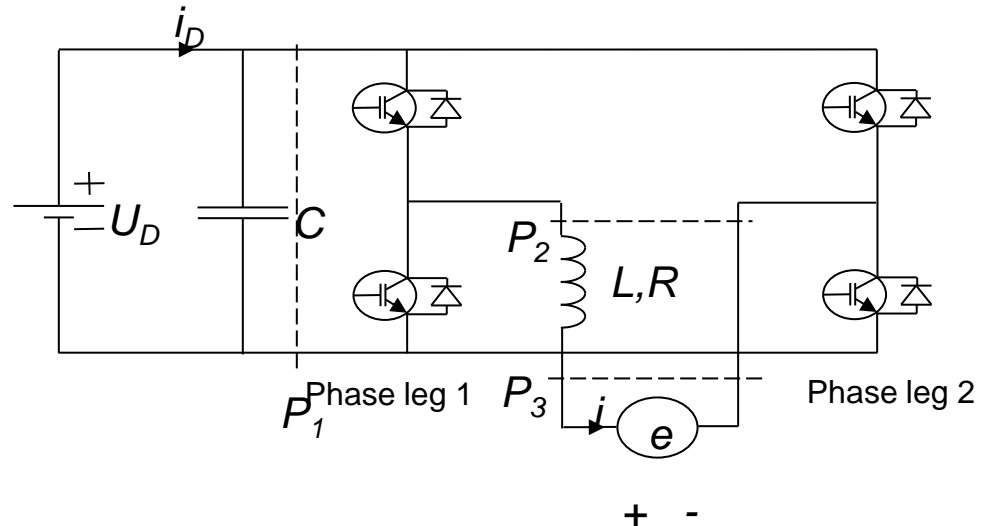 i_D
+
U_D
−
C
P_2
L,R
P_1
Phase leg 1
P_3
Phase leg 2
i
e
+ -